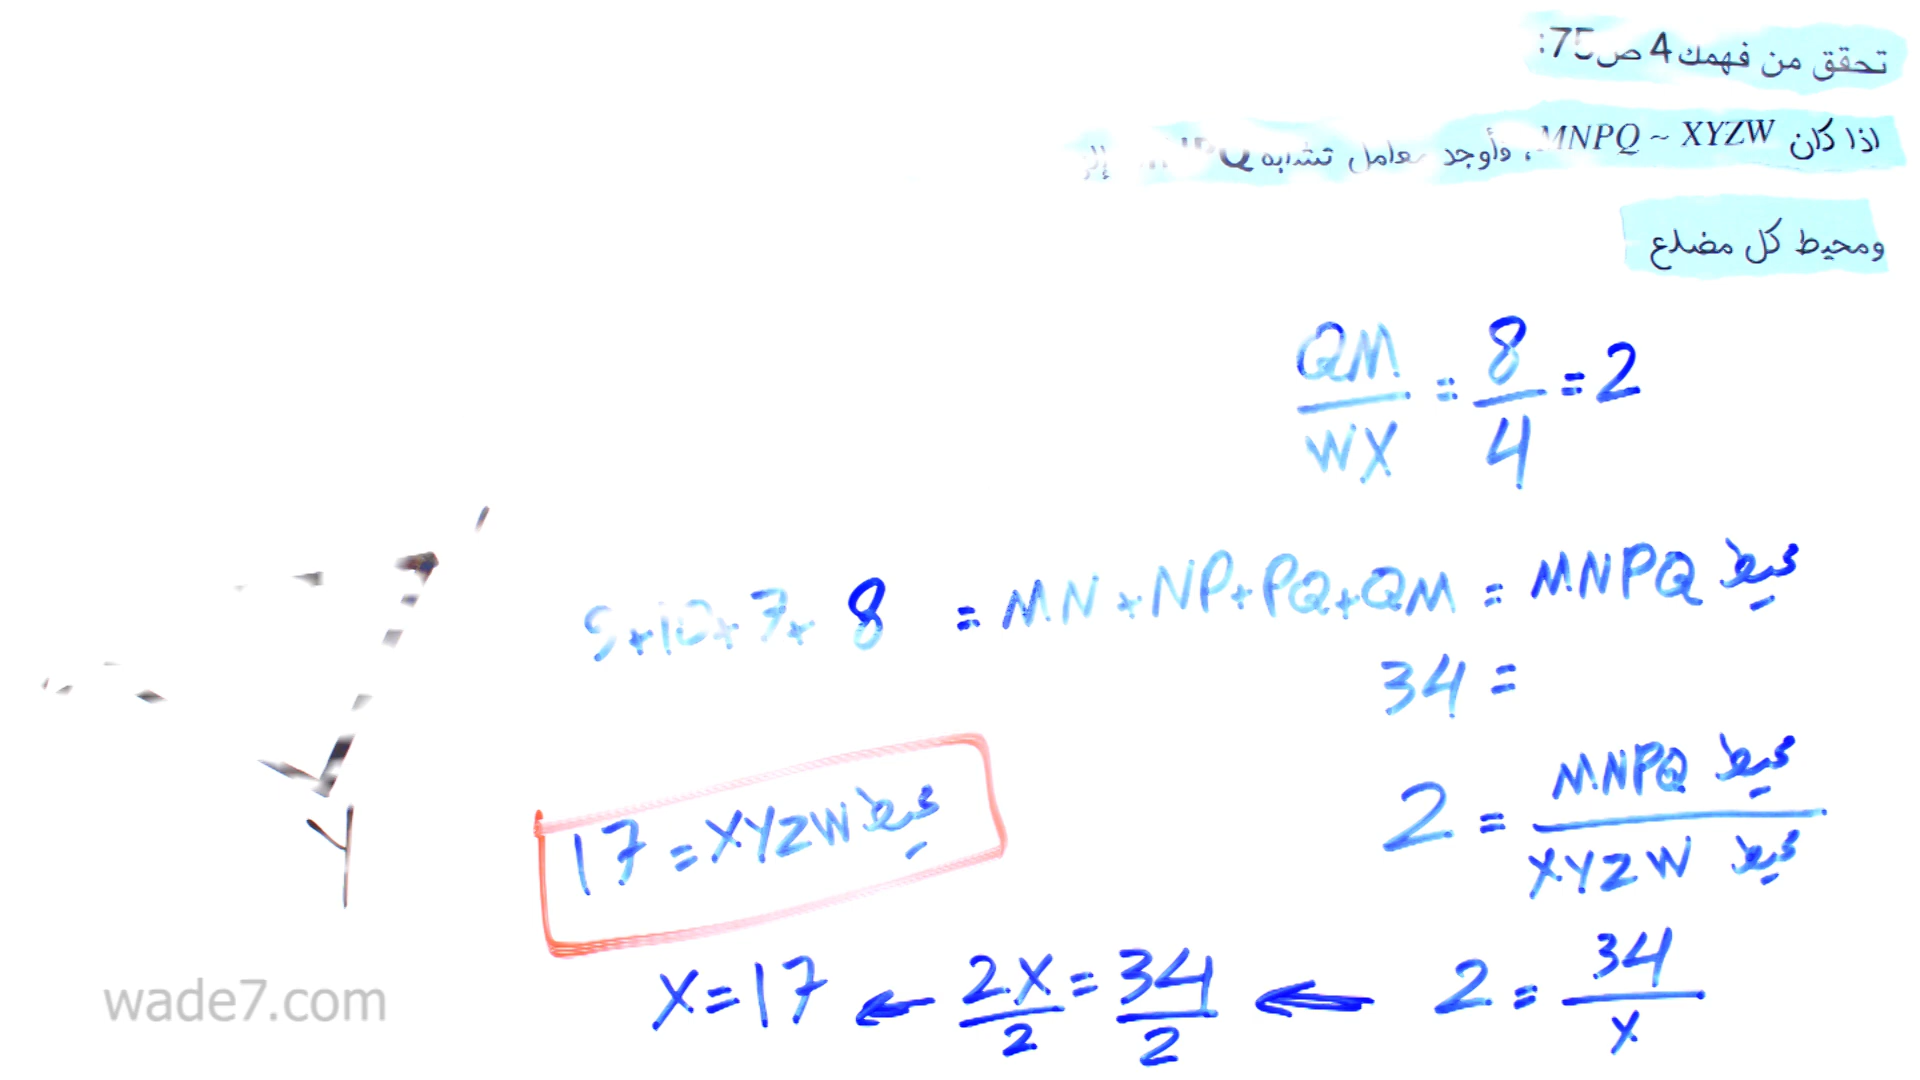 تحقق من فهمك 4 ص 75:
اذا كان MNPQ ~ XYZW، فأوجد معامل تشابه
ومحيط كل مضلع
QM/WX = 8/4 = 2
5+10+7+8 = MN+NP+PQ+QM = MNPQ محيط
34 =
2 = MNPQ محيط / XYZW محيط
17 = XYZW محيط
X=17 ← 2X/2 = 34/2 ← 2 = 34/X
Y
wade7.com